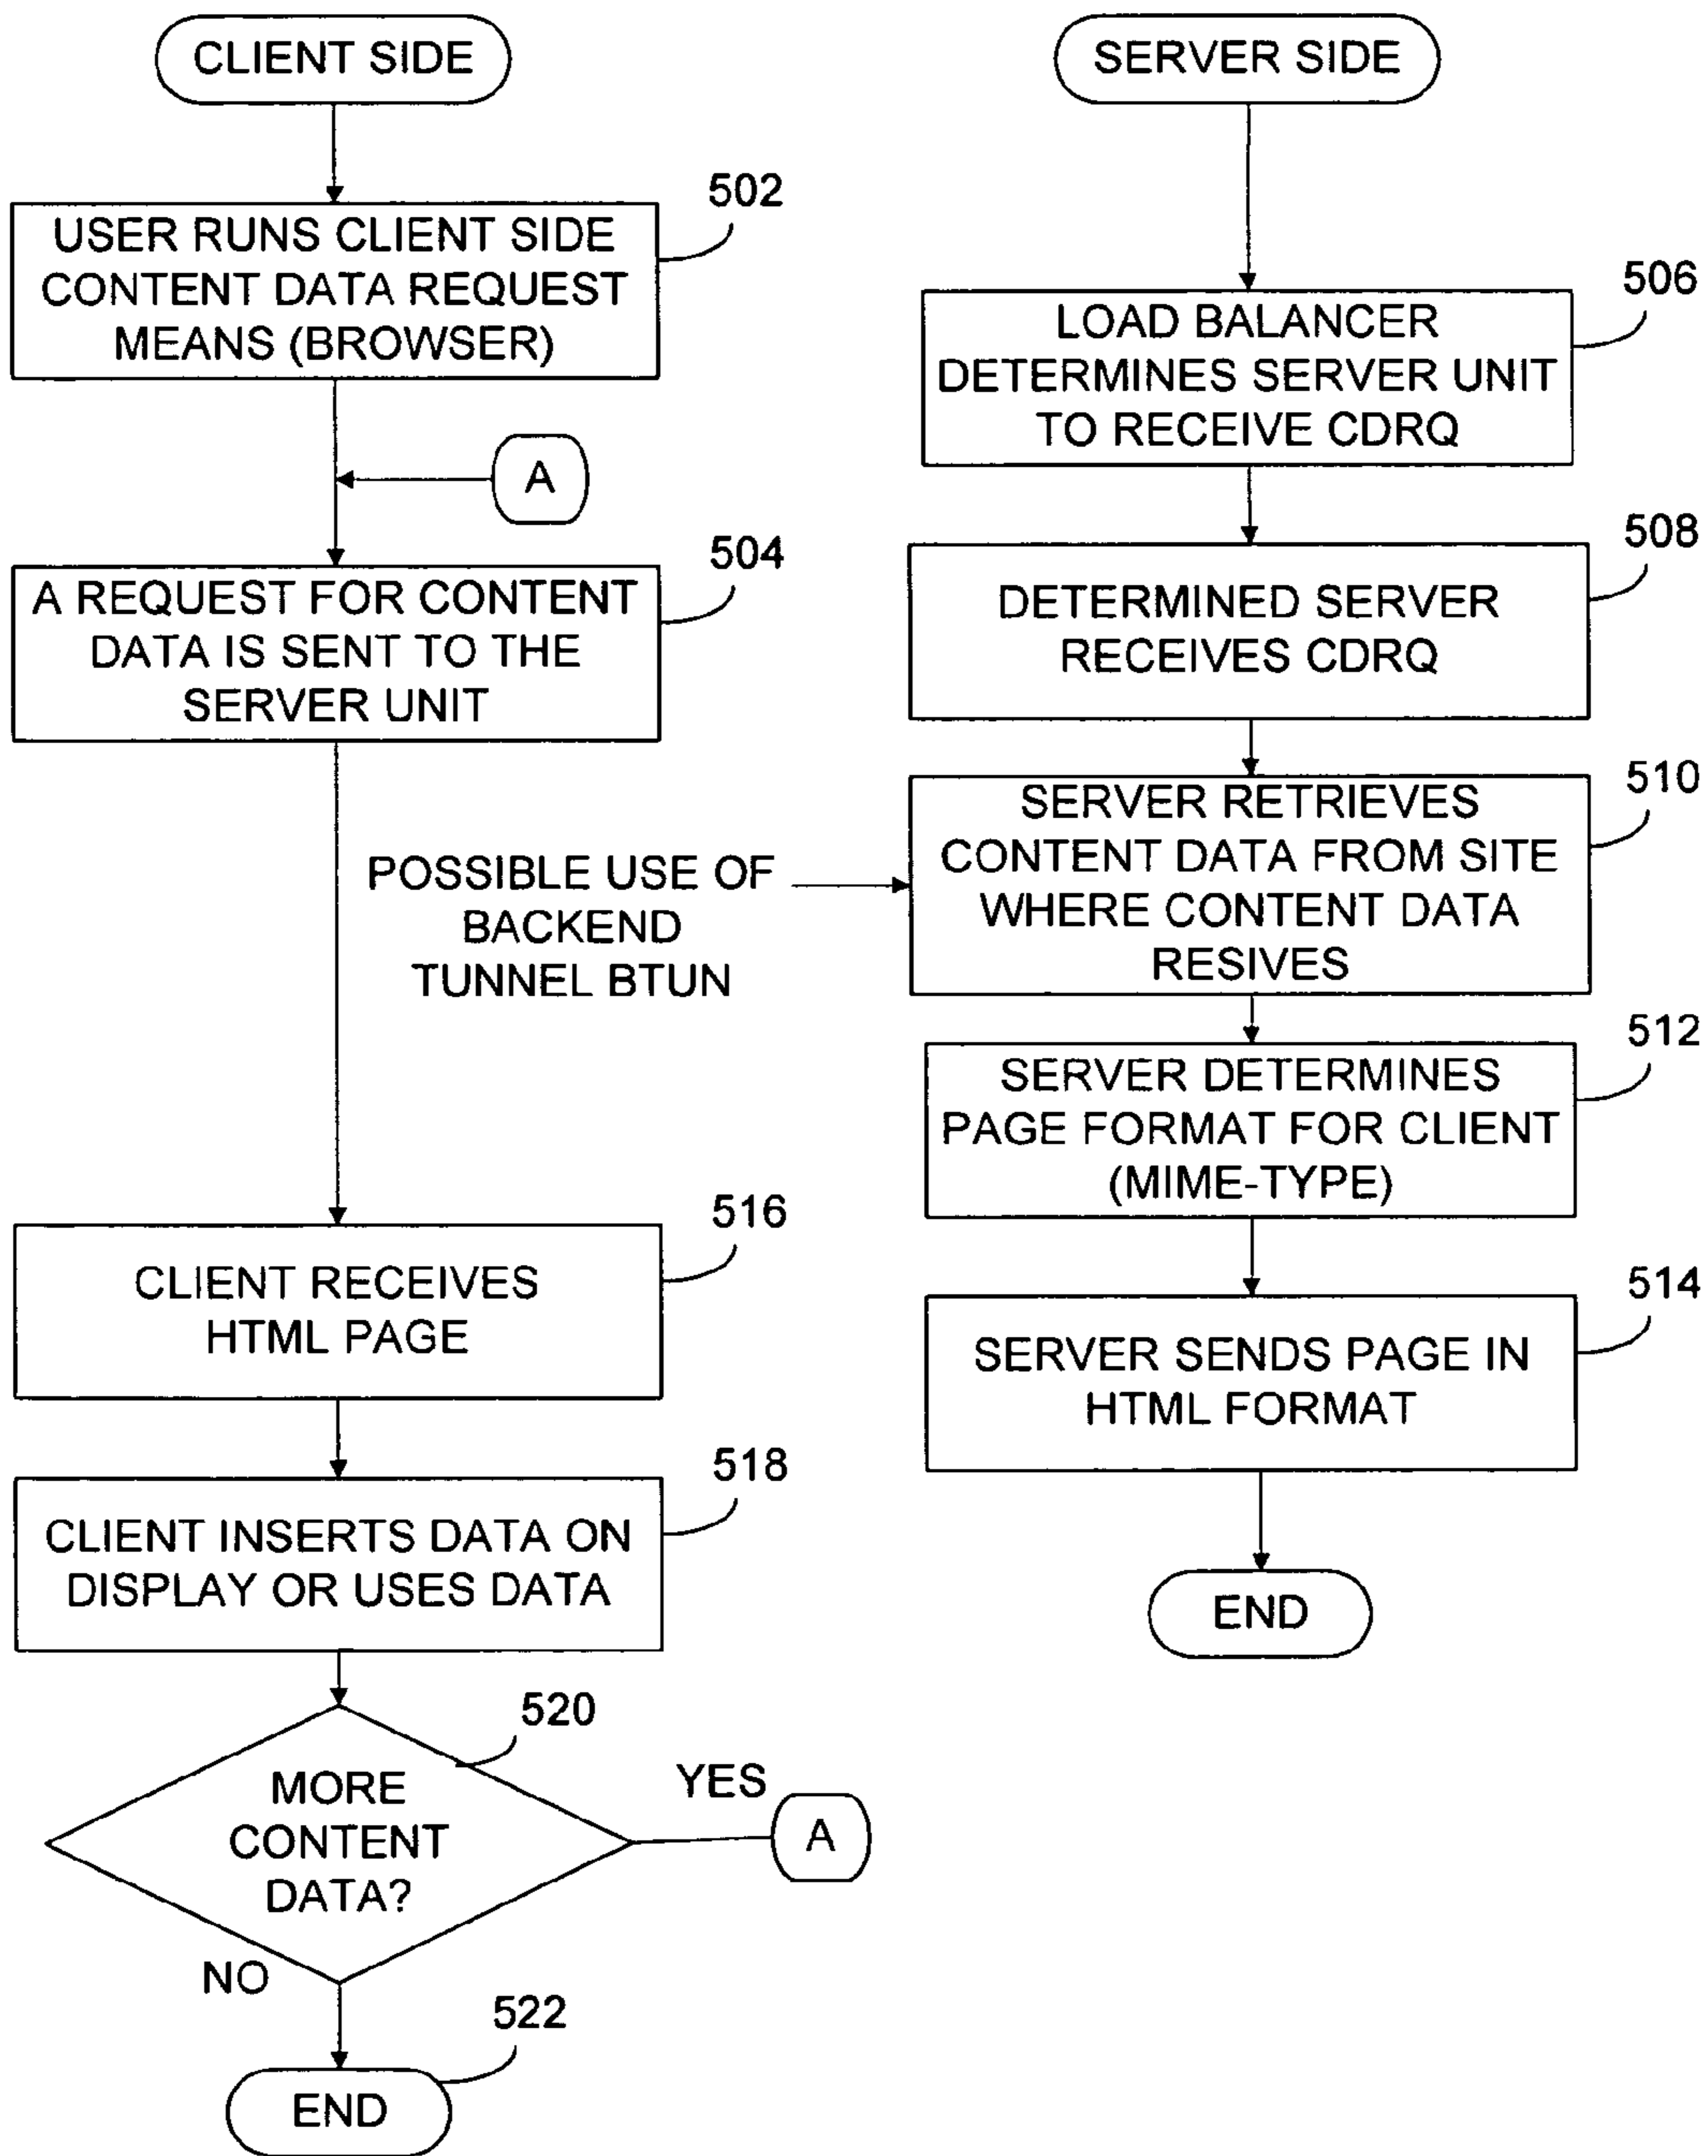 CLIENT SIDE
502
USER RUNS CLIENT SIDE
CONTENT DATA REQUEST
MEANS (BROWSER)
A
504
A REQUEST FOR CONTENT
DATA IS SENT TO THE
SERVER UNIT
POSSIBLE USE OF
BACKEND
TUNNEL BTUN
516
CLIENT RECEIVES
HTML PAGE
518
CLIENT INSERTS DATA ON
DISPLAY OR USES DATA
520
MORE
CONTENT
DATA?
YES
A
NO
522
END
SERVER SIDE
506
LOAD BALANCER
DETERMINES SERVER UNIT
TO RECEIVE CDRQ
508
DETERMINED SERVER
RECEIVES CDRQ
510
SERVER RETRIEVES
CONTENT DATA FROM SITE
WHERE CONTENT DATA
RESIVES
512
SERVER DETERMINES
PAGE FORMAT FOR CLIENT
(MIME-TYPE)
514
SERVER SENDS PAGE IN
HTML FORMAT
END